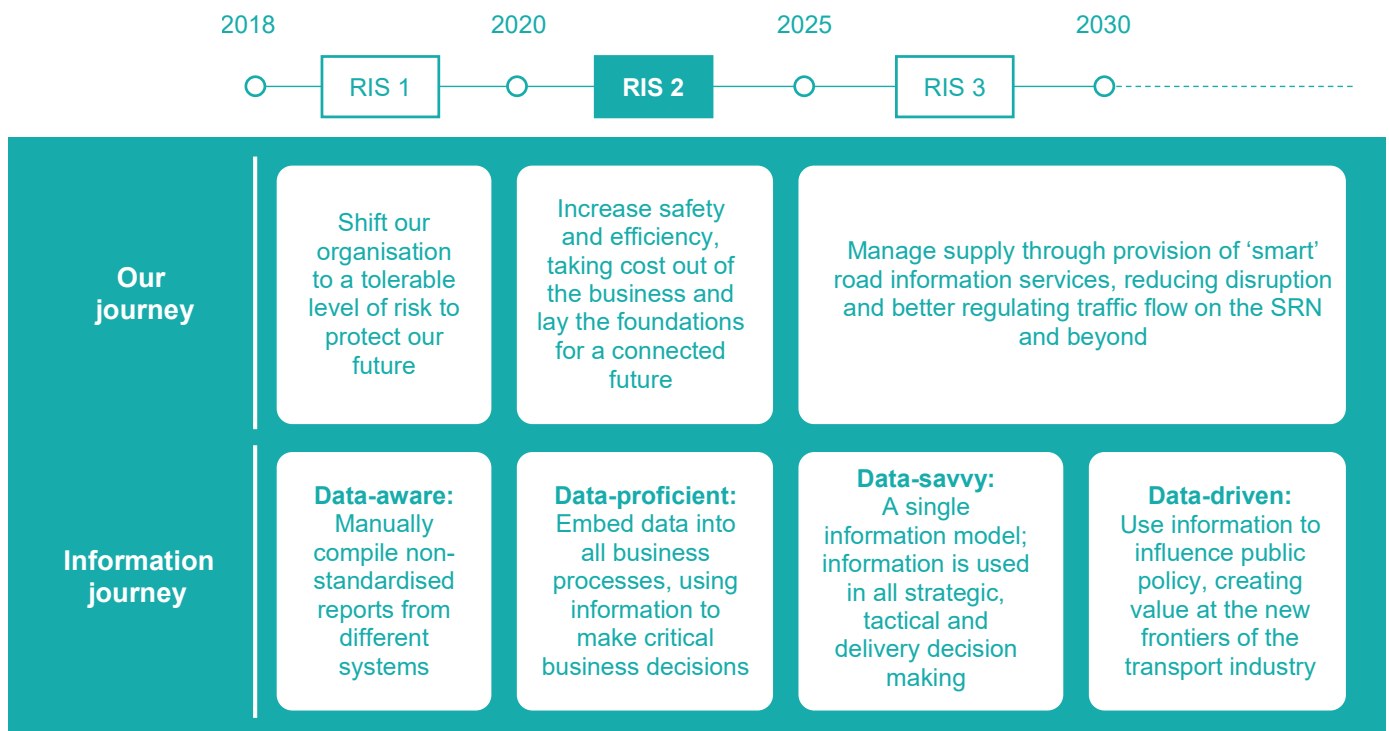 2018
2020
2025
2030
RIS 1
RIS 2
RIS 3
Our
journey
Shift our
organisation
to a tolerable
level of risk to
protect our
future
Increase safety
and efficiency,
taking cost out of
the business and
lay the foundations
for a connected
future
Manage supply through provision of ‘smart’
road information services, reducing disruption
and better regulating traffic flow on the SRN
and beyond
Information
journey
Data-aware:
Manually
compile non-
standardised
reports from
different
systems
Data-proficient:
Embed data into
all business
processes, using
information to
make critical
business decisions
Data-savvy:
A single
information model;
information is used
in all strategic,
tactical and
delivery decision
making
Data-driven:
Use information to
influence public
policy, creating
value at the new
frontiers of the
transport industry